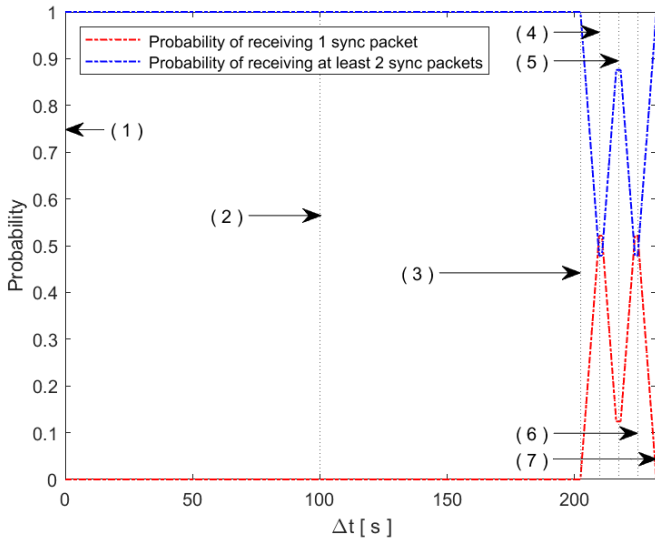 1
0.9
0.8
0.7
0.6
0.5
0.4
0.3
0.2
0.1
0
Probability
Probability of receiving 1 sync packet
Probability of receiving at least 2 sync packets
( 1 )
( 2 )
( 3 )
( 4 )
( 5 )
( 6 )
( 7 )
0 50 100 150 200
Δt [ s ]